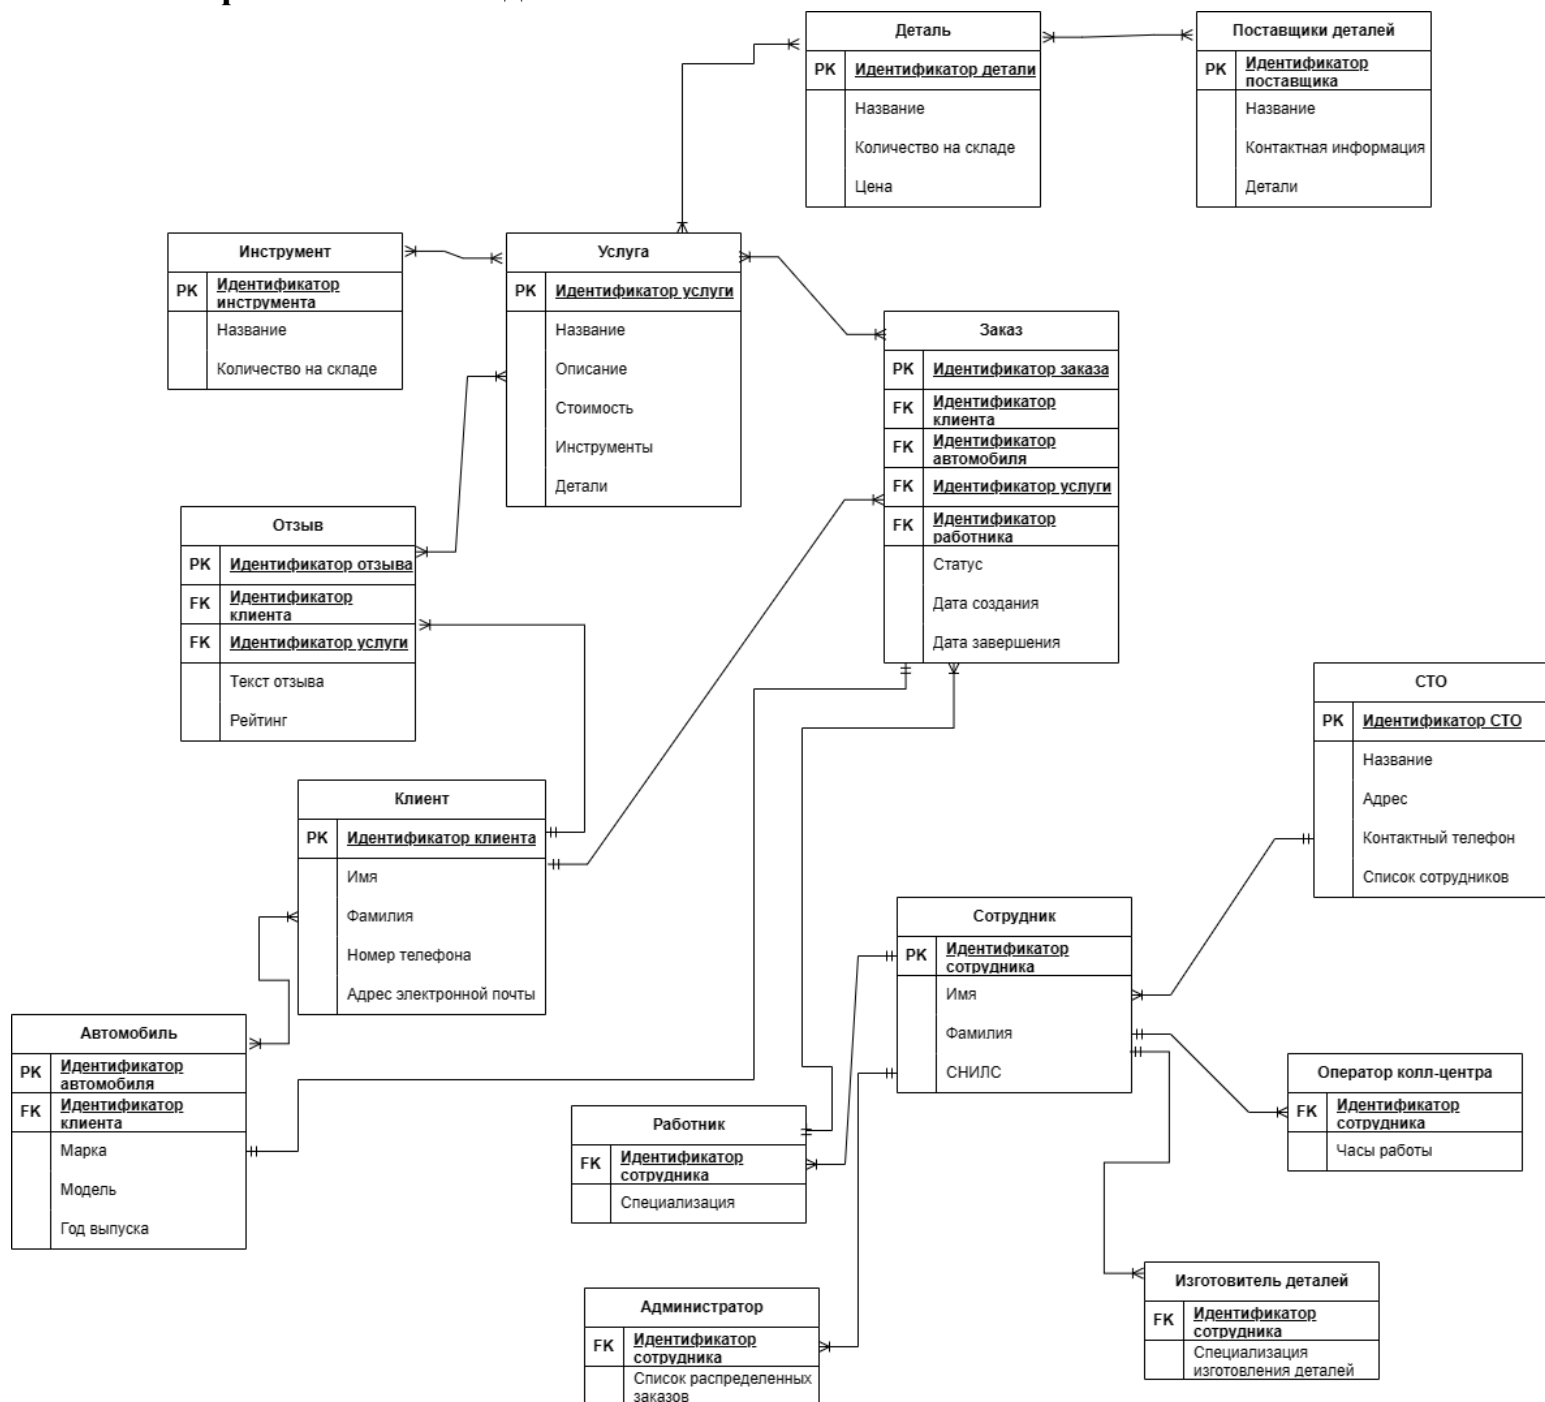 Деталь
PK Идентификатор детали
Название
Количество на складе
Цена
Поставщики деталей
PK Идентификатор
поставщика
Название
Контактная информация
Детали
Инструмент
PK Идентификатор
инструмента
Название
Количество на складе
Услуга
PK Идентификатор услуги
Название
Описание
Стоимость
Инструменты
Детали
Заказ
PK Идентификатор заказа
FK Идентификатор
клиента
FK Идентификатор
автомобиля
FK Идентификатор услуги
FK Идентификатор
работника
Статус
Дата создания
Дата завершения
Отзыв
PK Идентификатор отзыва
FK Идентификатор
клиента
FK Идентификатор услуги
Текст отзыва
Рейтинг
СТО
PK Идентификатор СТО
Название
Адрес
Контактный телефон
Список сотрудников
Клиент
PK Идентификатор клиента
Имя
Фамилия
Номер телефона
Адрес электронной почты
Сотрудник
PK Идентификатор
сотрудника
Имя
Фамилия
СНИЛС
Автомобиль
PK Идентификатор
автомобиля
FK Идентификатор
клиента
Марка
Модель
Год выпуска
Оператор колл-центра
FK Идентификатор
сотрудника
Часы работы
Работник
FK Идентификатор
сотрудника
Специализация
Изготовитель деталей
FK Идентификатор
сотрудника
Специализация
изготовления деталей
Администратор
FK Идентификатор
сотрудника
Список распределенных
заказов